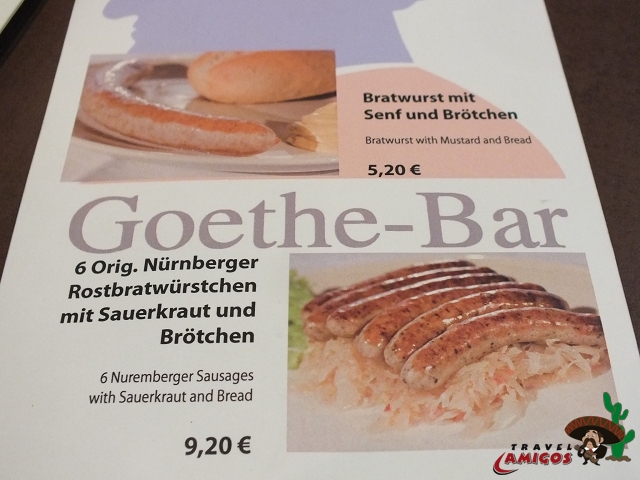 Bratwurst mit
Senf und Brötchen
Bratwurst with Mustard and Bread
5,20 €
Goethe-Bar
6 Orig. Nürnberger
Rostbratwürstchen
mit Sauerkraut und
Brötchen
6 Nuremberger Sausages
with Sauerkraut and Bread
9,20 €
TRAVEL
AMIGOS